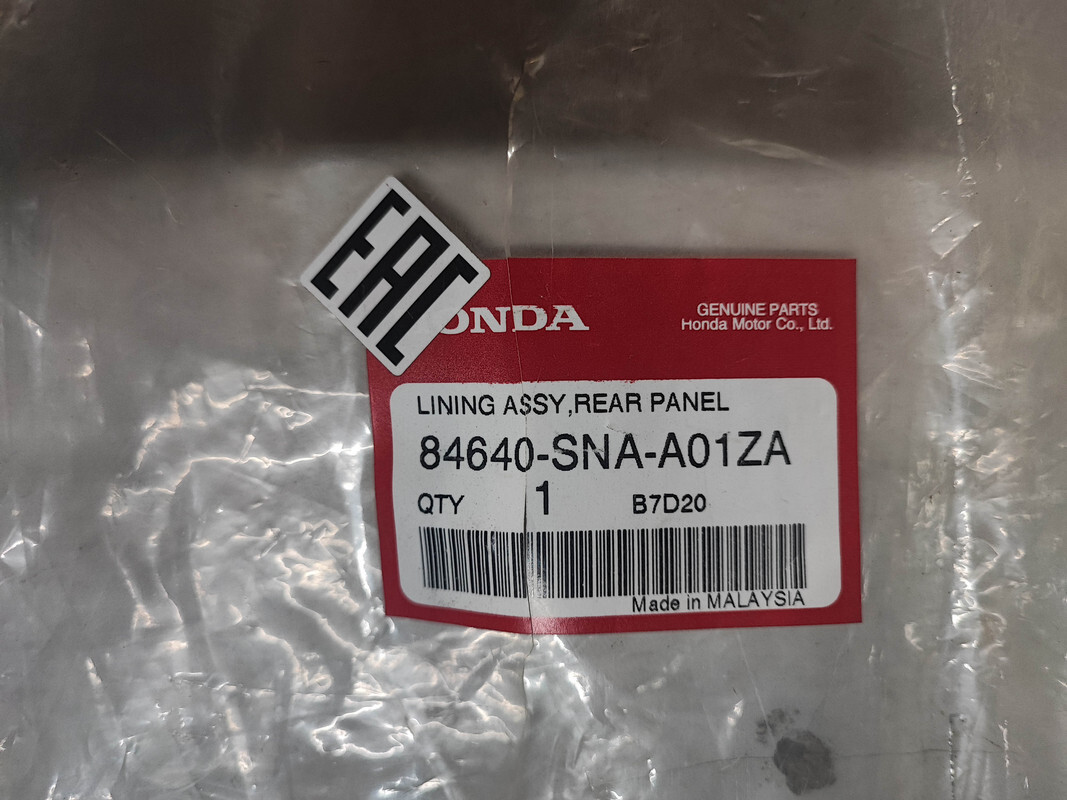 EAC
ONDA
GENUINE PARTS
Honda Motor Co., Ltd.
LINING ASSY,REAR PANEL
84640-SNA-A01ZA
QTY 1 B7D20
Made in MALAYSIA